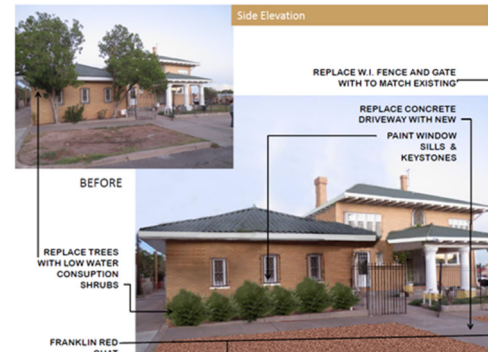 Side Elevation
REPLACE W.I. FENCE AND GATE
WITH TO MATCH EXISTING
REPLACE CONCRETE
DRIVEWAY WITH NEW
PAINT WINDOW
SILLS &
KEYSTONES
BEFORE
REPLACE TREES
WITH LOW WATER
CONSUPTION
SHRUBS
FRANKLIN RED